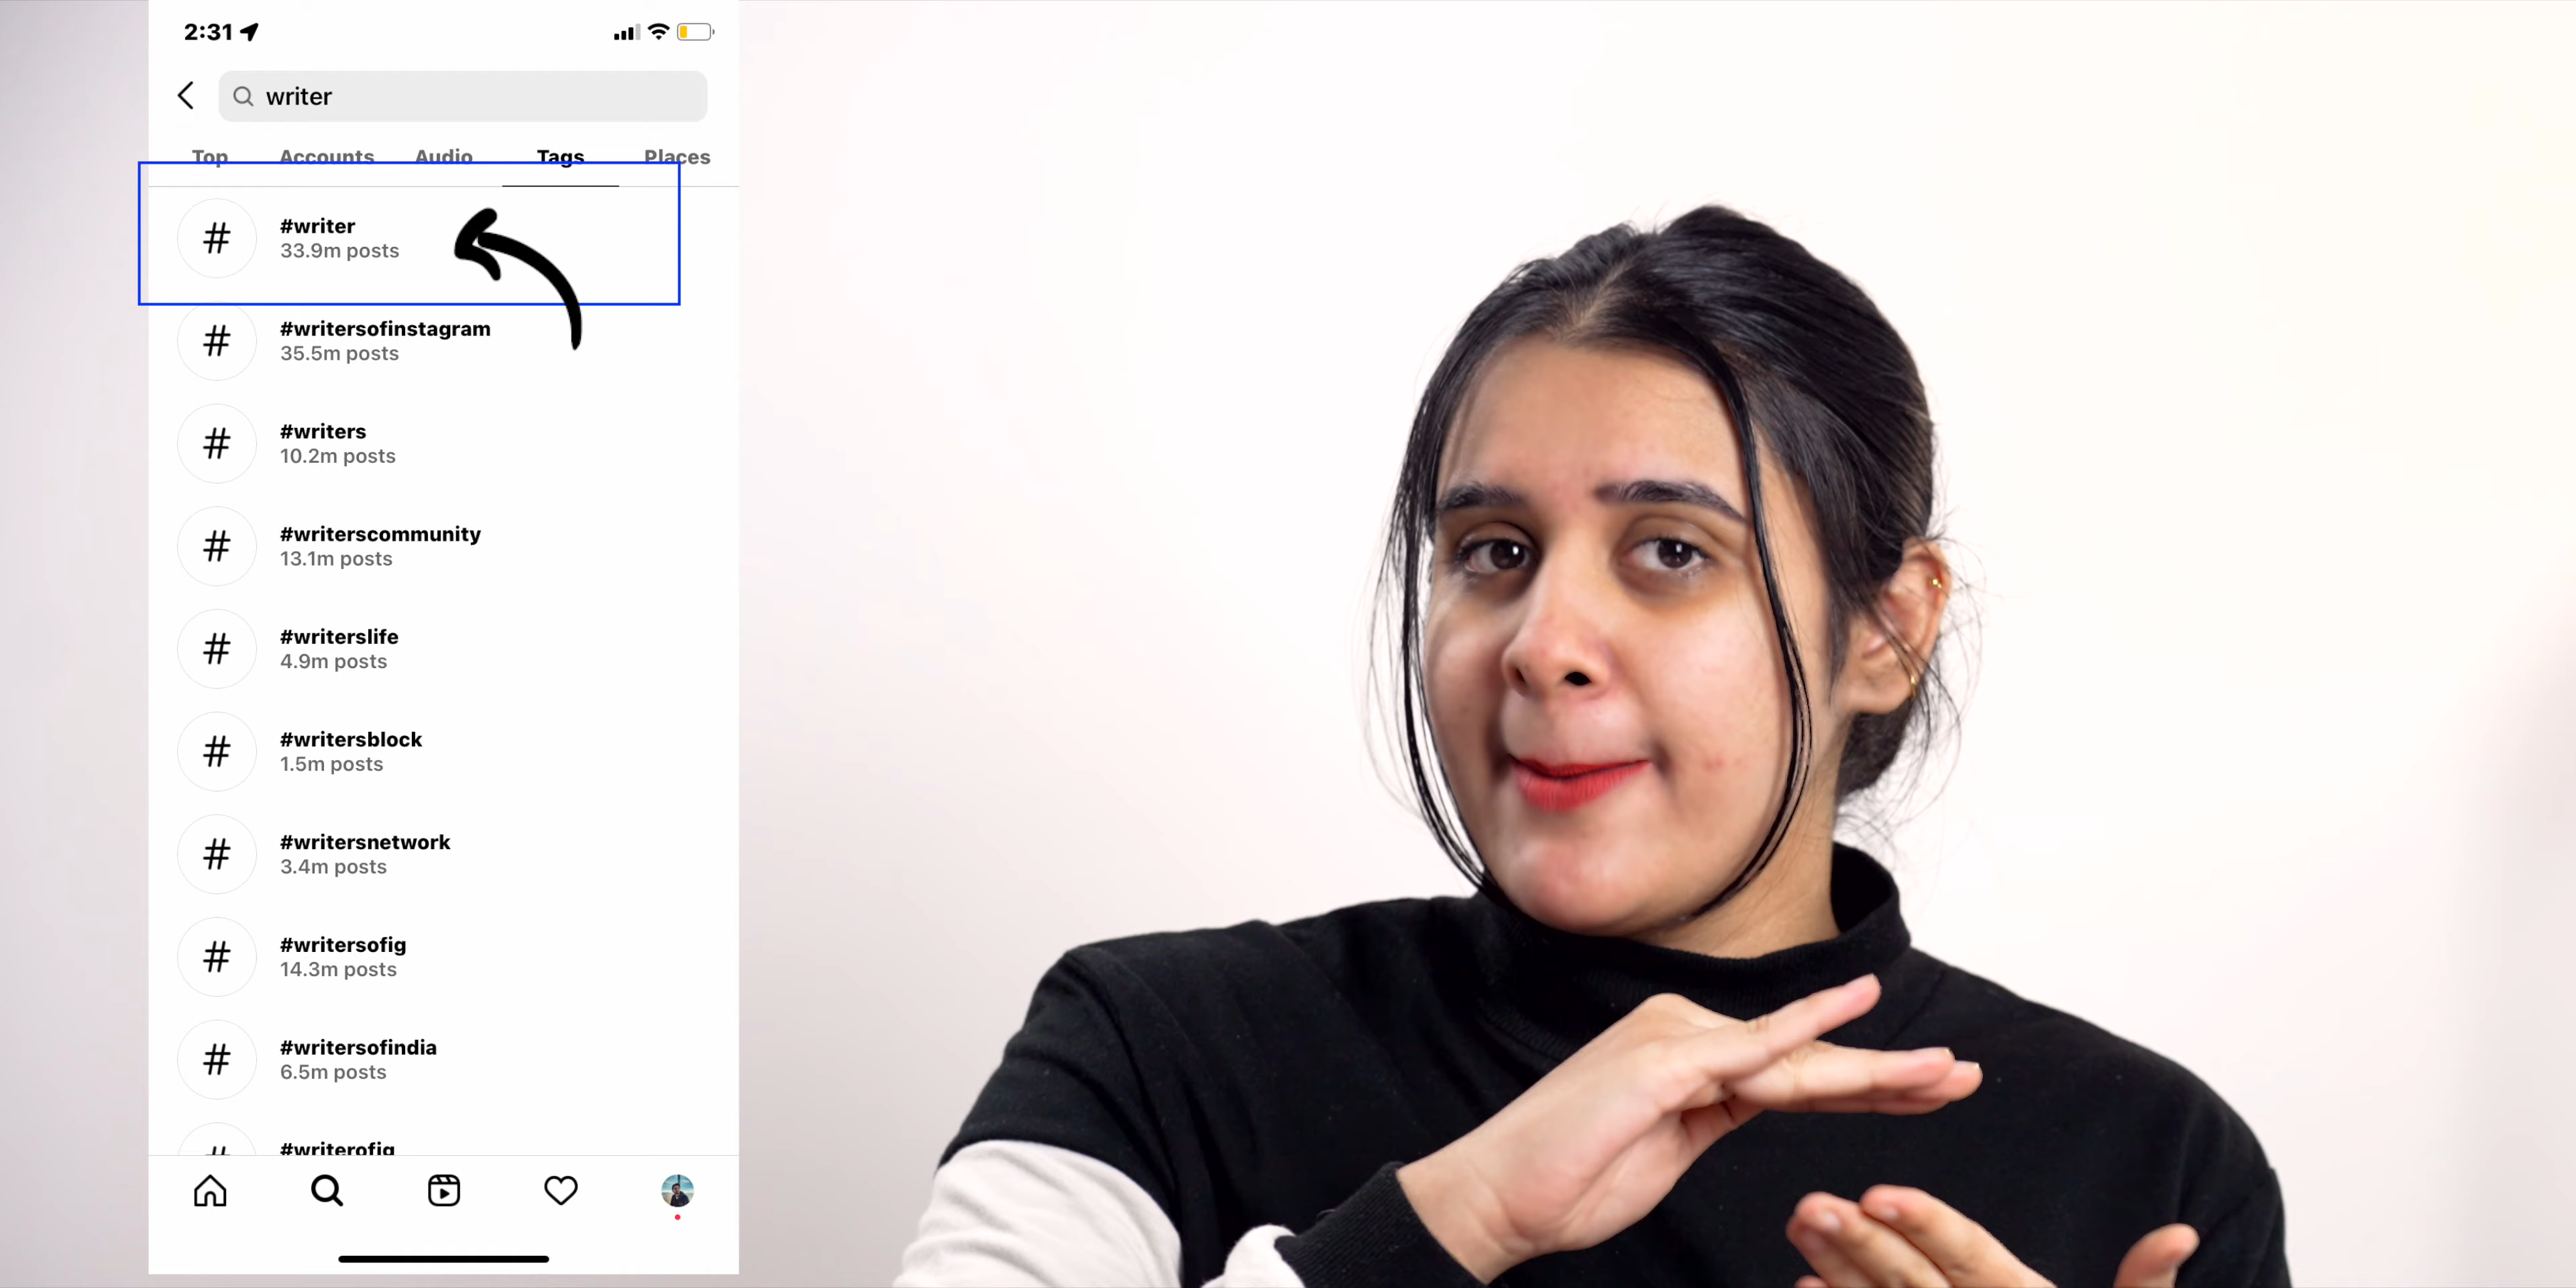 2:31
writer
Top Accounts Audio Tags Places
#writer
33.9m posts
#writersofinstagram
35.5m posts
#writers
10.2m posts
#writerscommunity
13.1m posts
#writerslife
4.9m posts
#writersblock
1.5m posts
#writersnetwork
3.4m posts
#writersofig
14.3m posts
#writersofindia
6.5m posts
#writerofig